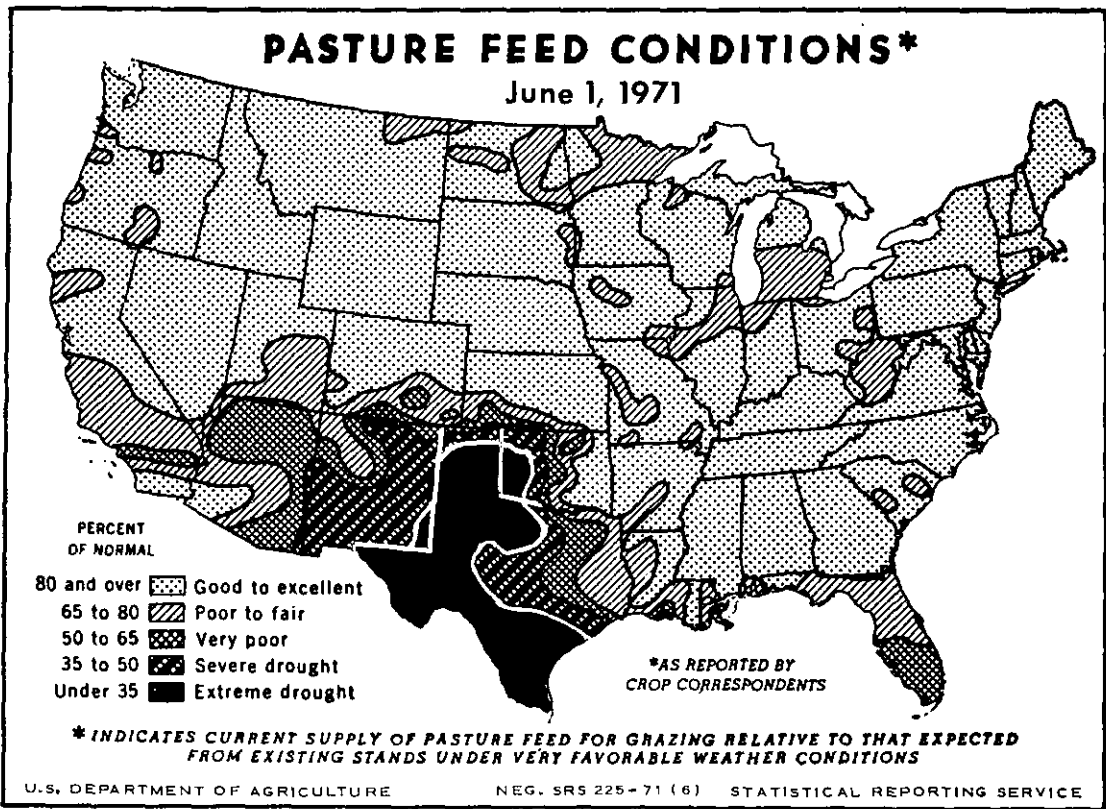 PASTURE FEED CONDITIONS*
June 1, 1971
PERCENT
OF NORMAL
80 and over Good to excellent
65 to 80 Poor to fair
50 to 65 Very poor
35 to 50 Severe drought
Under 35 Extreme drought
*AS REPORTED BY
CROP CORRESPONDENTS
* INDICATES CURRENT SUPPLY OF PASTURE FEED FOR GRAZING RELATIVE TO THAT EXPECTED
FROM EXISTING STANDS UNDER VERY FAVORABLE WEATHER CONDITIONS
U.S. DEPARTMENT OF AGRICULTURE NEG. SRS 225-71 (6) STATISTICAL REPORTING SERVICE